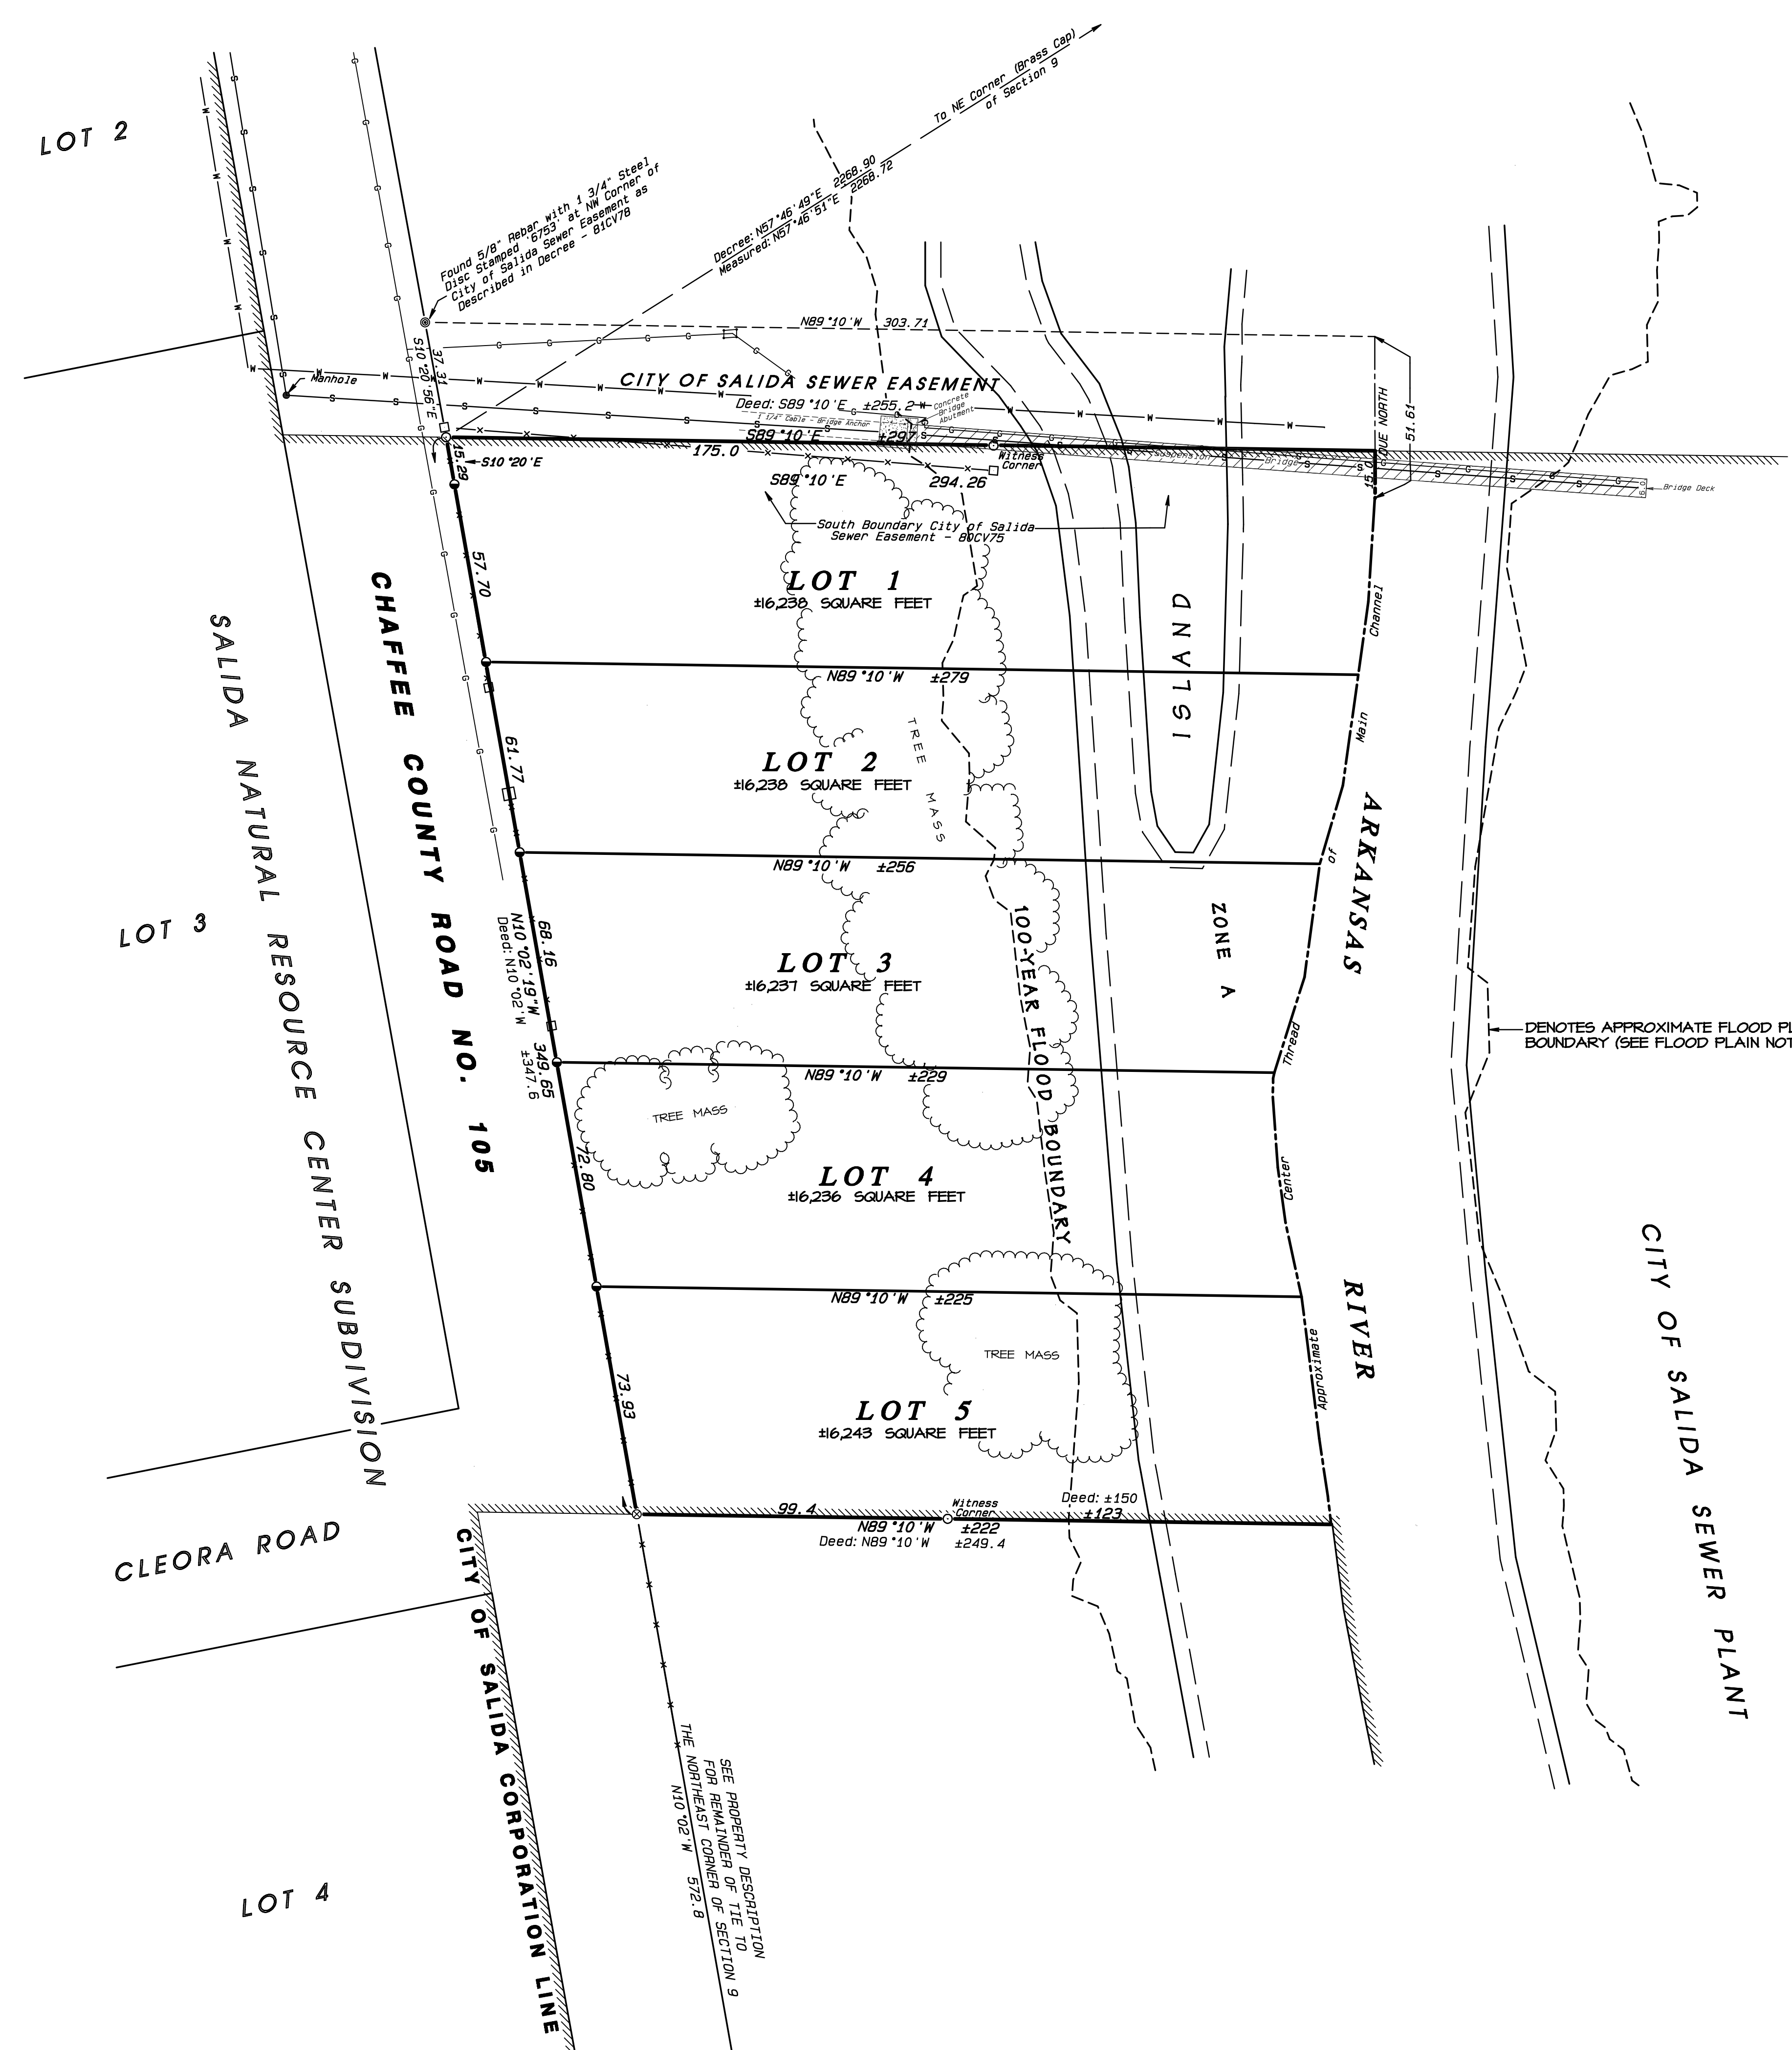 LOT 2
To NE Corner (Brass Cap)
of Section 9
Decree: N57°46'49"E 2268.90
Measured: N57°46'51"E 2268.72
Found 5/8" Rebar with 1 3/4" Steel
Disc Stamped '6753' at NW Corner of
City of Salida Sewer Easement as
Described in Decree - 81CV78
N89°10'W 303.71
37.31
S10°20'56"E
Manhole
CITY OF SALIDA SEWER EASEMENT
Deed: S89°10'E ±255.2
Concrete
Bridge
Abutment
1 1/4" Cable - Bridge Anchor
S89°10'E ±297
175.0
Witness
Corner
Suspension Bridge
Bridge Deck
6.0
TRUE NORTH
51.61
15.0
15.29
S10°20'E
S89°10'E 294.26
South Boundary City of Salida
Sewer Easement - 80CV75
57.70
LOT 1
±16,238 SQUARE FEET
N89°10'W ±279
61.77
LOT 2
±16,238 SQUARE FEET
TREE MASS
N89°10'W ±256
ISLAND
ZONE A
68.16
N10°02'19"W 349.65
Deed: N10°02'W ±347.6
LOT 3
±16,237 SQUARE FEET
N89°10'W ±229
100-YEAR FLOOD BOUNDARY
TREE MASS
72.80
LOT 4
±16,236 SQUARE FEET
N89°10'W ±225
TREE MASS
73.93
LOT 5
±16,243 SQUARE FEET
99.4
Witness
Corner
Deed: ±150
±123
N89°10'W ±222
Deed: N89°10'W ±249.4
Approximate Center Thread of Main Channel
ARKANSAS RIVER
DENOTES APPROXIMATE FLOOD PL
BOUNDARY (SEE FLOOD PLAIN NOT
CITY OF SALIDA SEWER PLANT
CHAFFEE COUNTY ROAD NO. 105
SALIDA NATURAL RESOURCE CENTER SUBDIVISION
LOT 3
CLEORA ROAD
CITY OF SALIDA CORPORATION LINE
LOT 4
SEE PROPERTY DESCRIPTION
FOR REMAINDER OF TIE TO
THE NORTHEAST CORNER OF SECTION 9
N10°02'W 572.8